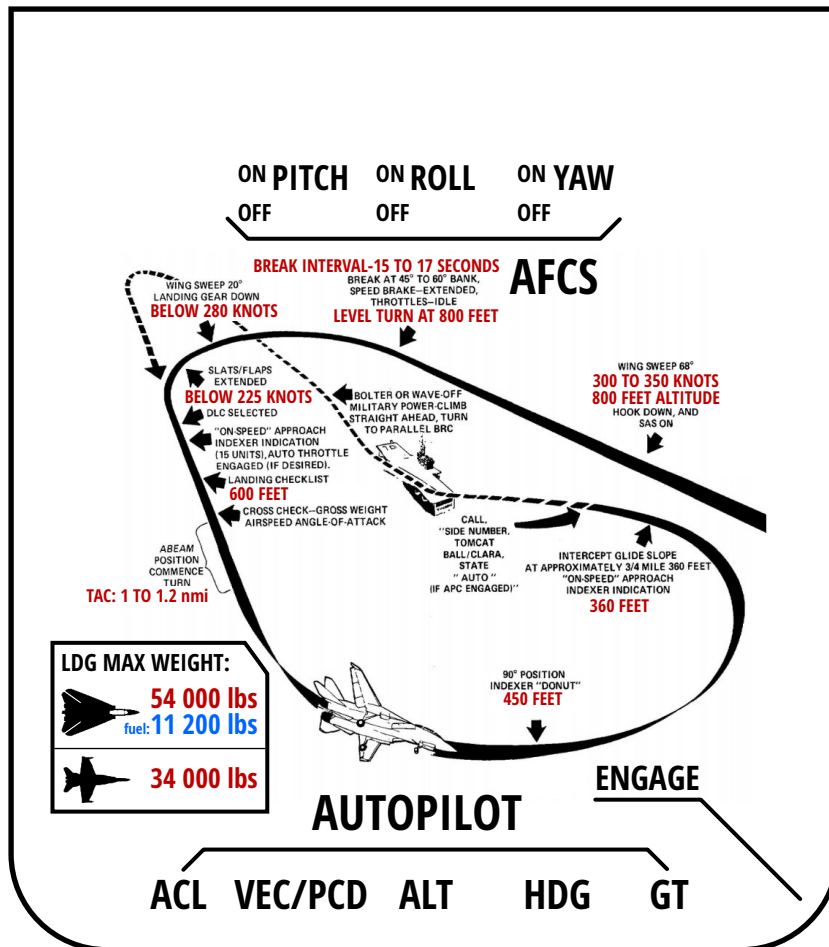 ON PITCH ON ROLL ON YAW
OFF OFF OFF
AFCS
BREAK INTERVAL-15 TO 17 SECONDS
BREAK AT 45° TO 60° BANK,
SPEED BRAKE—EXTENDED,
THROTTLES—IDLE
LEVEL TURN AT 800 FEET
WING SWEEP 20°
LANDING GEAR DOWN
BELOW 280 KNOTS
WING SWEEP 68°
300 TO 350 KNOTS
800 FEET ALTITUDE
HOOK DOWN, AND
SAS ON
SLATS/FLAPS
EXTENDED
BELOW 225 KNOTS
DLC SELECTED
BOLTER OR WAVE-OFF
MILITARY POWER-CLIMB
STRAIGHT AHEAD, TURN
TO PARALLEL BRC
"ON-SPEED" APPROACH
INDEXER INDICATION
(15 UNITS), AUTO THROTTLE
ENGAGED (IF DESIRED).
LANDING CHECKLIST
600 FEET
CROSS CHECK—GROSS WEIGHT
AIRSPEED ANGLE-OF-ATTACK
ABEAM
POSITION
COMMENCE
TURN
TAC: 1 TO 1.2 nmi
CALL,
"SIDE NUMBER,
TOMCAT
BALL/CLARA,
STATE
" AUTO "
(IF APC ENGAGED)"
INTERCEPT GLIDE SLOPE
AT APPROXIMATELY 3/4 MILE 360 FEET
"ON-SPEED" APPROACH
INDEXER INDICATION
360 FEET
90° POSITION
INDEXER "DONUT"
450 FEET
LDG MAX WEIGHT:
54 000 lbs
fuel: 11 200 lbs
34 000 lbs
ENGAGE
AUTOPILOT
ACL VEC/PCD ALT HDG GT